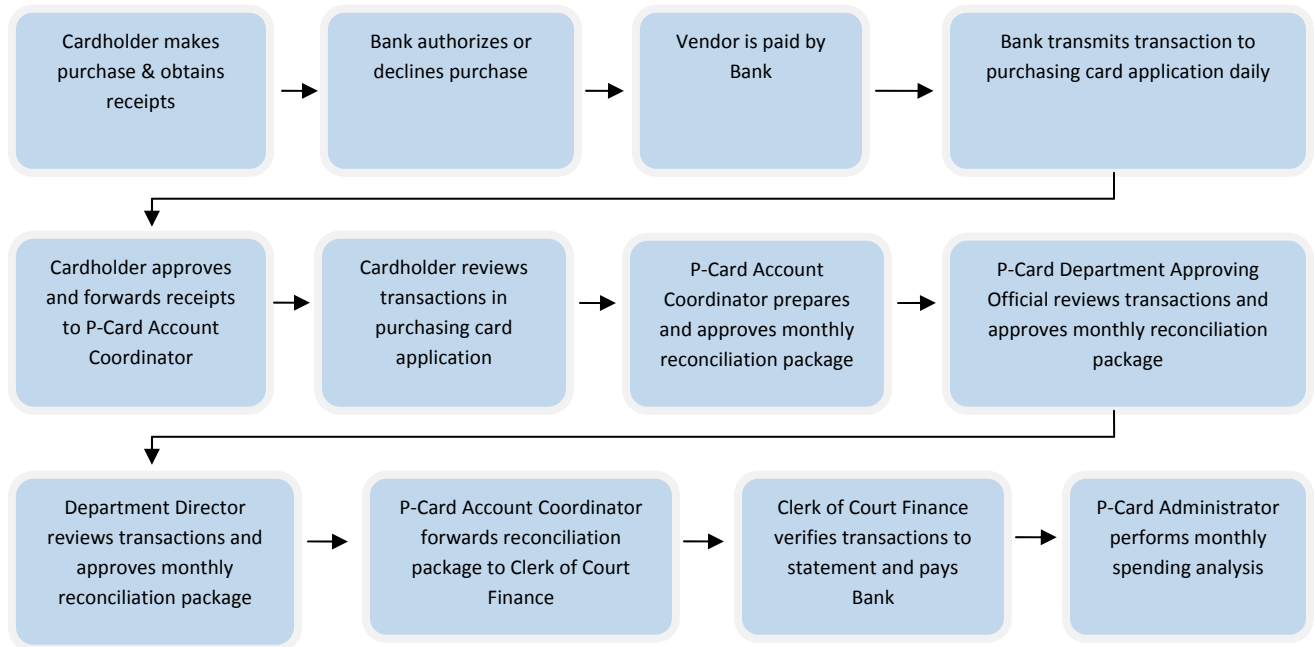 Cardholder makes
purchase & obtains
receipts
Bank authorizes or
declines purchase
Vendor is paid by
Bank
Bank transmits transaction to
purchasing card application daily
Cardholder approves
and forwards receipts
to P-Card Account
Coordinator
Cardholder reviews
transactions in
purchasing card
application
P-Card Account
Coordinator prepares
and approves monthly
reconciliation package
P-Card Department Approving
Official reviews transactions and
approves monthly reconciliation
package
Department Director
reviews transactions and
approves monthly
reconciliation package
P-Card Account Coordinator
forwards reconciliation
package to Clerk of Court
Finance
Clerk of Court Finance
verifies transactions to
statement and pays
Bank
P-Card Administrator
performs monthly
spending analysis